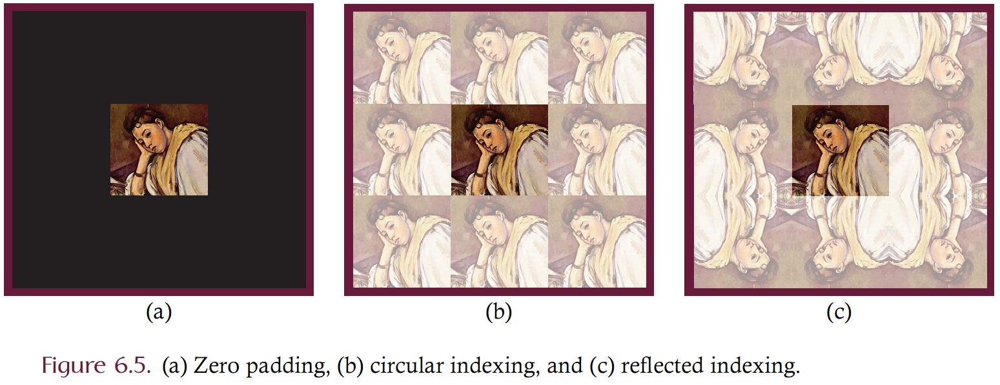 (a)
(b)
(c)
Figure 6.5. (a) Zero padding, (b) circular indexing, and (c) reflected indexing.